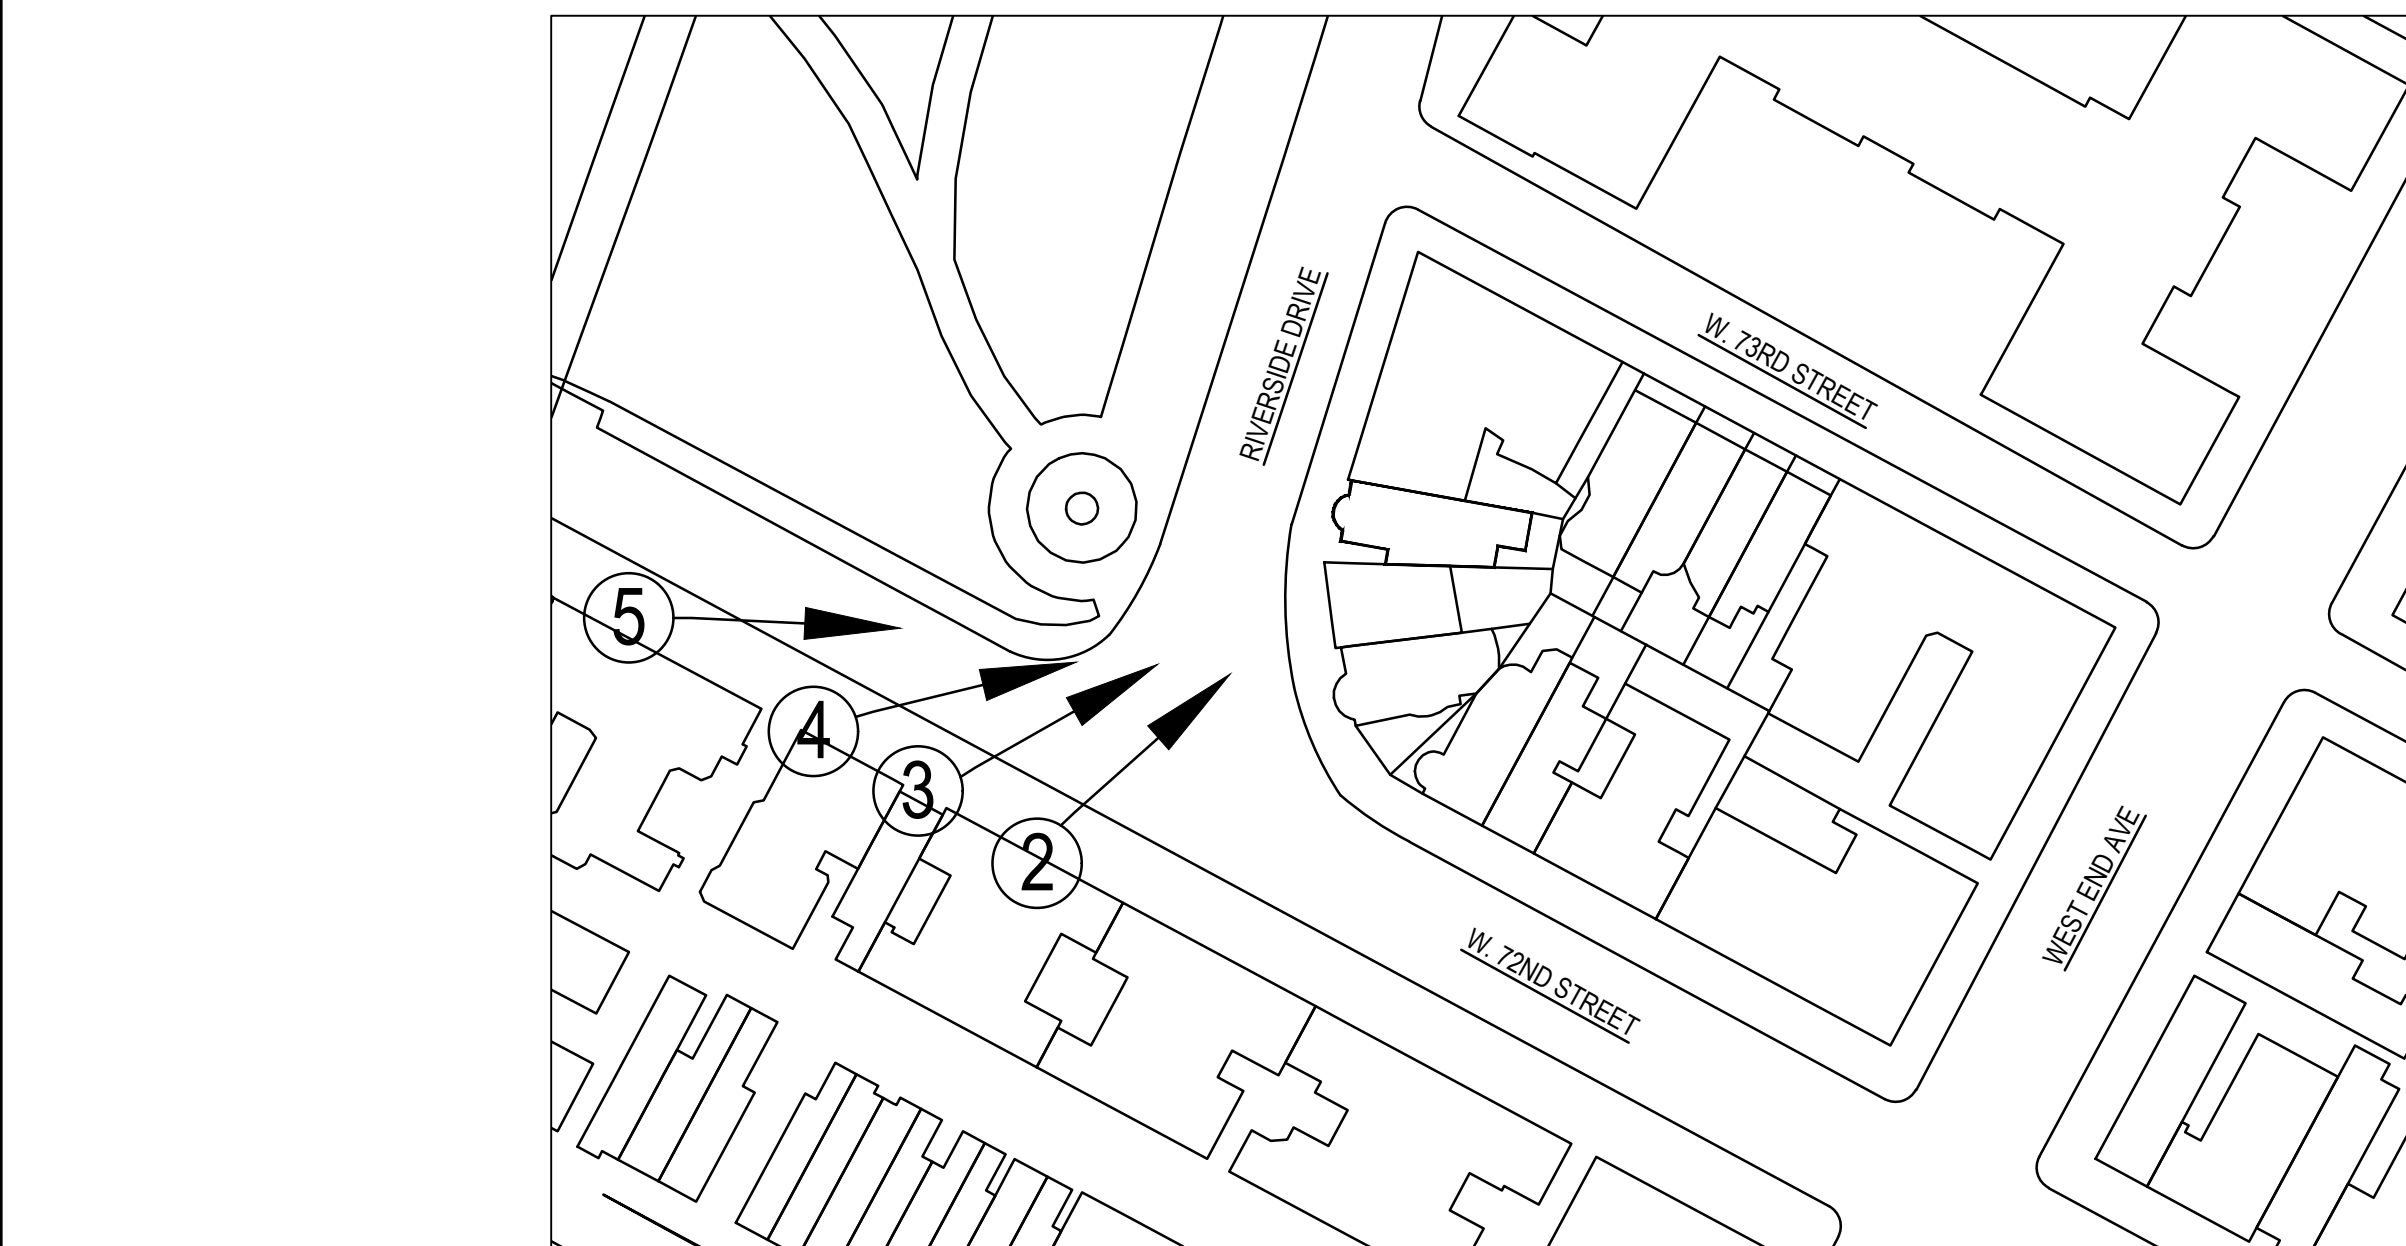 RIVERSIDE DRIVE
W. 73RD STREET
5
4
3
2
W. 72ND STREET
WEST END AVE